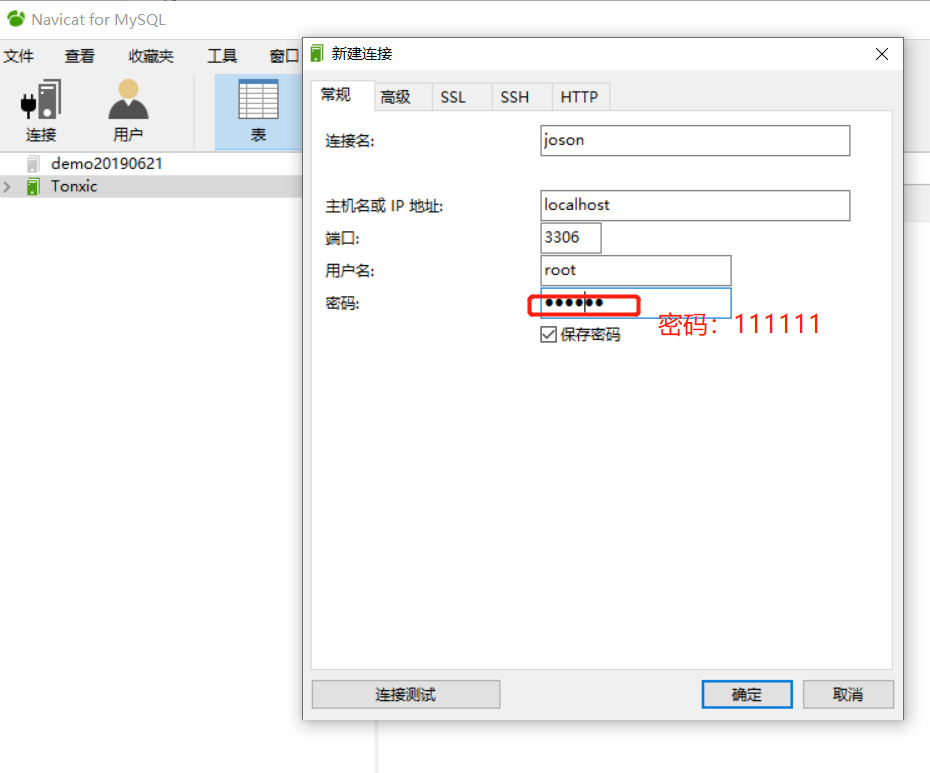 Navicat for MySQL
文件 查看 收藏夹 工具 窗口
连接 用户 表
demo20190621
Tonxic
新建连接
常规 高级 SSL SSH HTTP
连接名: joson
主机名或 IP 地址: localhost
端口: 3306
用户名: root
密码: ●●●●●●
密码：111111
保存密码
连接测试 确定 取消